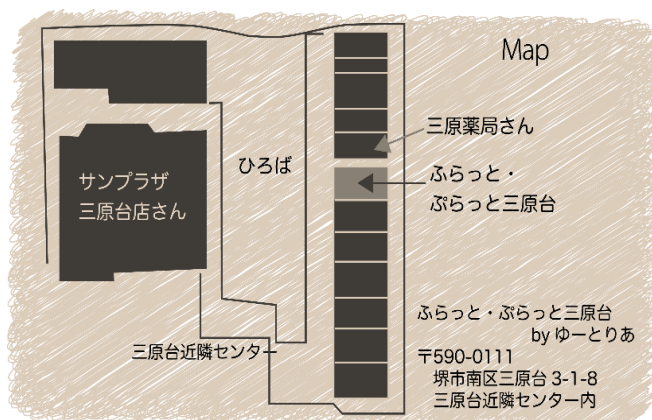 Map
三原薬局さん
ひろば
サンプラザ
三原台店さん
ふらっと・
ぷらっと三原台
三原台近隣センター
ふらっと・ぷらっと三原台
by ゆーとりあ
〒590-0111
堺市南区三原台 3-1-8
三原台近隣センター内